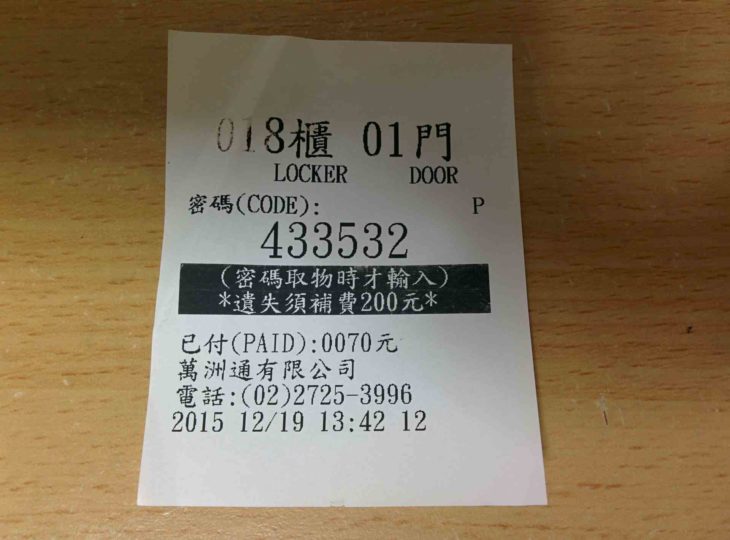 018櫃 01門
LOCKER DOOR
密碼(CODE): P
433532
(密碼取物時才輸入)
*遺失須補費200元*
已付(PAID):0070元
萬洲通有限公司
電話:(02)2725-3996
2015 12/19 13:42 12